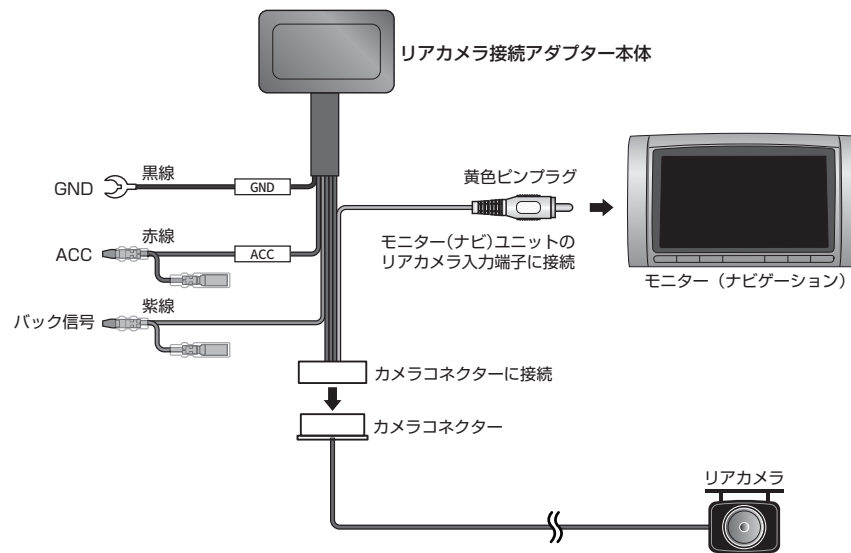 リアカメラ接続アダプター本体
黒線
GND
GND
赤線
ACC
ACC
紫線
バック信号
黄色ピンプラグ
モニター(ナビ)ユニットの
リアカメラ入力端子に接続
モニター（ナビゲーション）
カメラコネクターに接続
カメラコネクター
リアカメラ